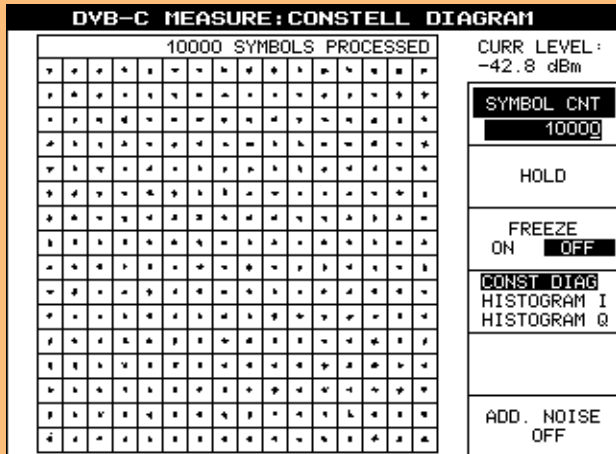 DVB-C MEASURE:CONSTELL DIAGRAM
10000 SYMBOLS PROCESSED
CURR LEVEL:
-42.8 dBm
SYMBOL CNT
10000
HOLD
FREEZE
ON OFF
CONST DIAG
HISTOGRAM I
HISTOGRAM Q
ADD. NOISE
OFF